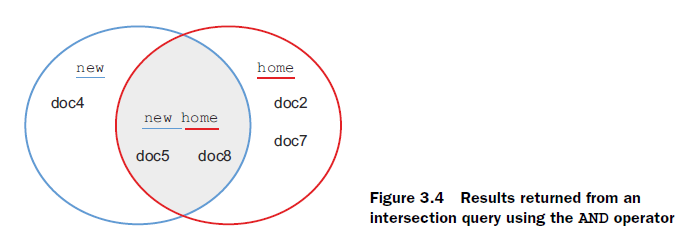 new
home
doc4
doc2
new home
doc7
doc5 doc8
Figure 3.4 Results returned from an
intersection query using the AND operator